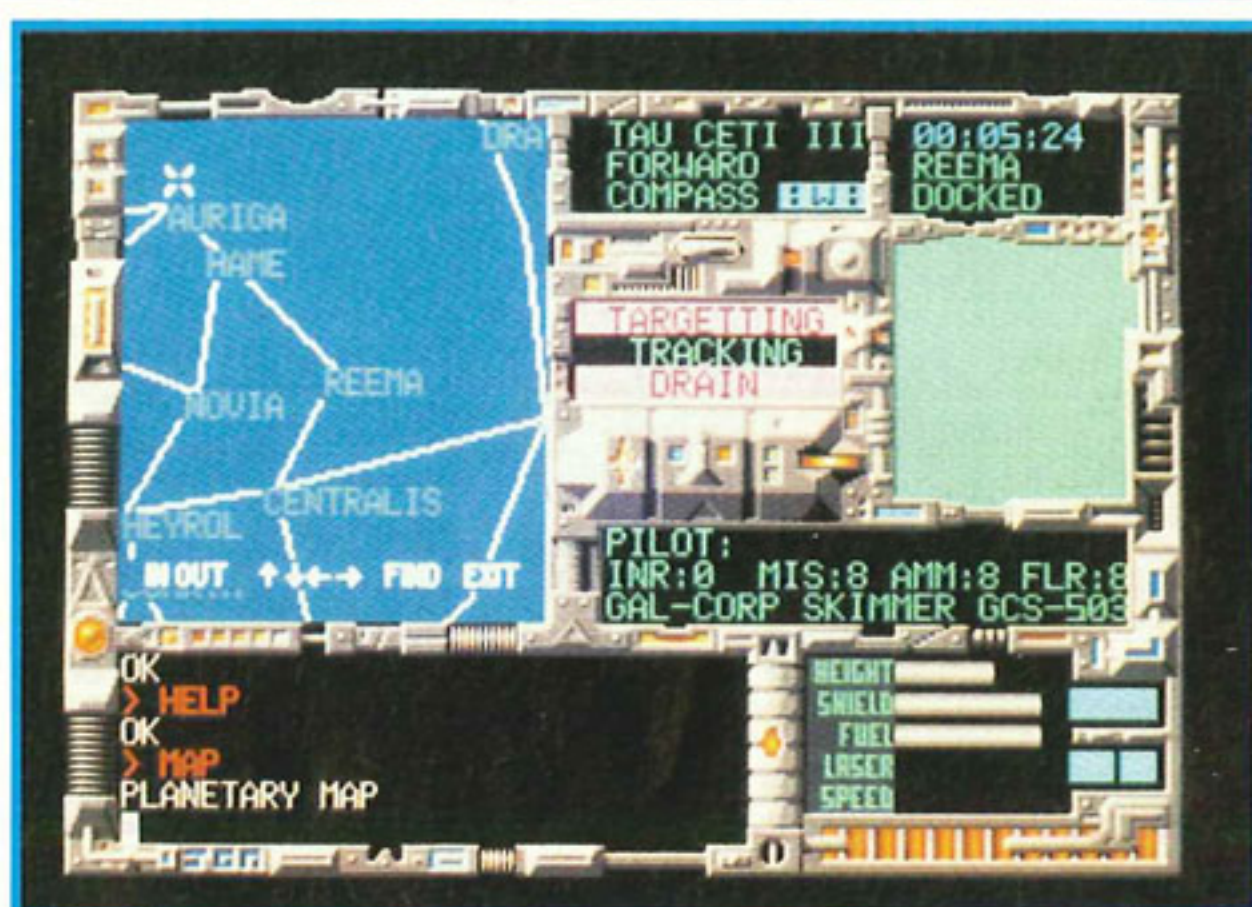 DRA
AURIGA
HAME
REEMA
NOVIA
CENTRALIS
HEYROL
IN OUT ↑↓←→ FIND EXIT
TAU CETI III
FORWARD
COMPASS :W:
00:05:24
REEMA
DOCKED
TARGETTING
TRACKING
DRAIN
PILOT:
INR:0 MIS:8 AMM:8 FLR:8
GAL-CORP SKIMMER GCS-503
OK
> HELP
OK
> MAP
PLANETARY MAP
HEIGHT
SHIELD
FUEL
LASER
SPEED